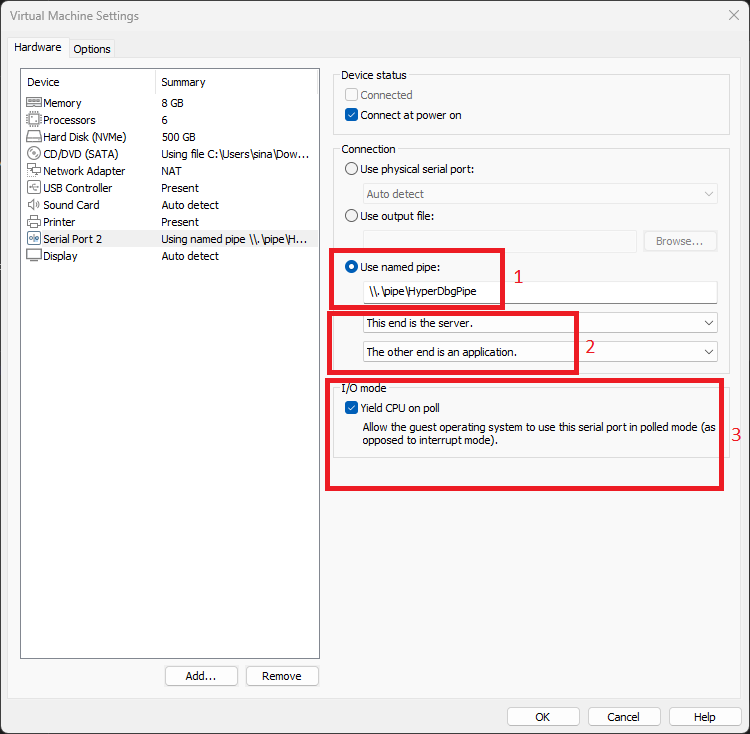 Virtual Machine Settings
Hardware
Options
Device Summary
Memory 8 GB
Processors 6
Hard Disk (NVMe) 500 GB
CD/DVD (SATA) Using file C:\Users\sina\Dow...
Network Adapter NAT
USB Controller Present
Sound Card Auto detect
Printer Present
Serial Port 2 Using named pipe \\.\pipe\H...
Display Auto detect
Add...
Remove
Device status
Connected
Connect at power on
Connection
Use physical serial port:
Auto detect
Use output file:
Browse...
Use named pipe:
1
\\.\pipe\HyperDbgPipe
This end is the server.
2
The other end is an application.
I/O mode
Yield CPU on poll
Allow the guest operating system to use this serial port in polled mode (as
3
opposed to interrupt mode).
OK
Cancel
Help